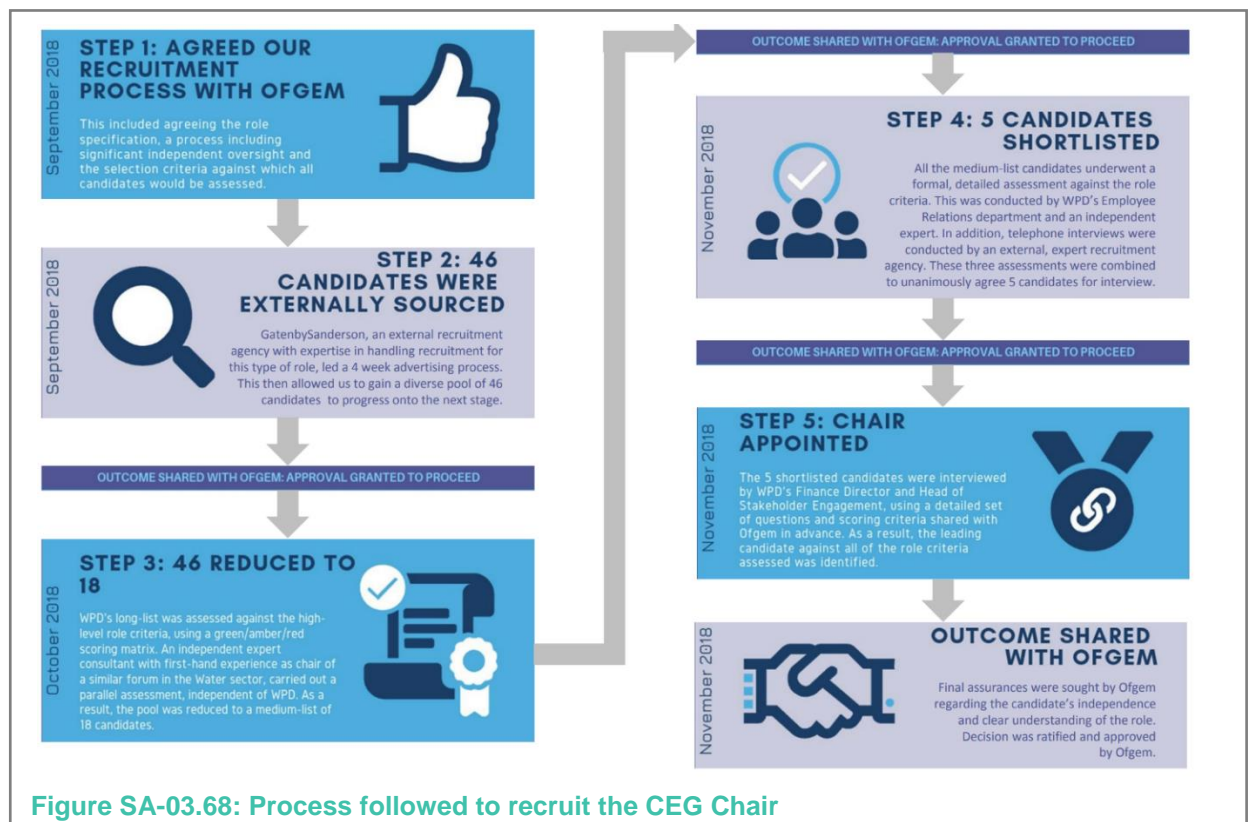 September 2018
STEP 1: AGREED OUR
RECRUITMENT
PROCESS WITH OFGEM
This included agreeing the role
specification, a process including
significant independent oversight and
the selection criteria against which all
candidates would be assessed.
September 2018
STEP 2: 46
CANDIDATES WERE
EXTERNALLY SOURCED
GatenbySanderson, an external recruitment
agency with expertise in handling recruitment for
this type of role, led a 4 week advertising process.
This then allowed us to gain a diverse pool of 46
candidates to progress onto the next stage.
OUTCOME SHARED WITH OFGEM: APPROVAL GRANTED TO PROCEED
October 2018
STEP 3: 46 REDUCED TO
18
WPD's long-list was assessed against the high-
level role criteria, using a green/amber/red
scoring matrix. An independent expert
consultant with first-hand experience as chair of
a similar forum in the Water sector, carried out a
parallel assessment, independent of WPD. As a
result, the pool was reduced to a medium-list of
18 candidates.
OUTCOME SHARED WITH OFGEM: APPROVAL GRANTED TO PROCEED
November 2018
STEP 4: 5 CANDIDATES
SHORTLISTED
All the medium-list candidates underwent a
formal, detailed assessment against the role
criteria. This was conducted by WPD's Employee
Relations department and an independent
expert. In addition, telephone interviews were
conducted by an external, expert recruitment
agency. These three assessments were combined
to unanimously agree 5 candidates for interview.
OUTCOME SHARED WITH OFGEM: APPROVAL GRANTED TO PROCEED
November 2018
STEP 5: CHAIR
APPOINTED
The 5 shortlisted candidates were interviewed
by WPD's Finance Director and Head of
Stakeholder Engagement, using a detailed set
of questions and scoring criteria shared with
Ofgem in advance. As a result, the leading
candidate against all of the role criteria
assessed was identified.
November 2018
OUTCOME SHARED
WITH OFGEM
Final assurances were sought by Ofgem
regarding the candidate's independence
and clear understanding of the role.
Decision was ratified and approved
by Ofgem.
Figure SA-03.68: Process followed to recruit the CEG Chair